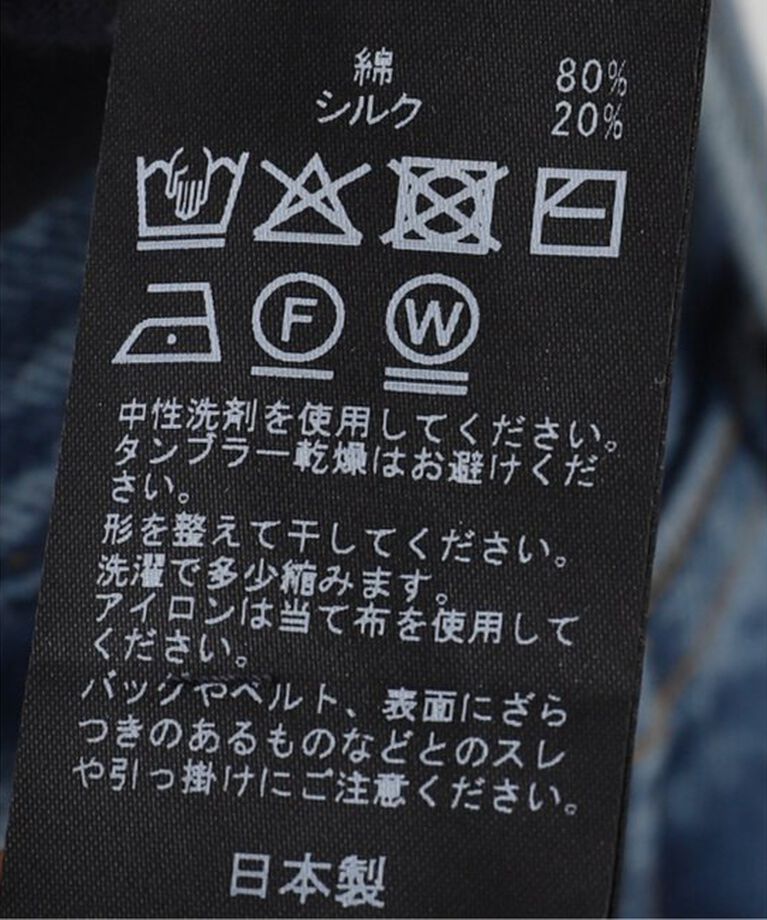 綿 80%
シルク 20%
F W
中性洗剤を使用してください。
タンブラー乾燥はお避けくだ
さい。
形を整えて干してください。
洗濯で多少縮みます。
アイロンは当て布を使用して
ください。
バッグやベルト、表面にざら
つきのあるものなどとのスレ
や引っ掛けにご注意ください。
日本製